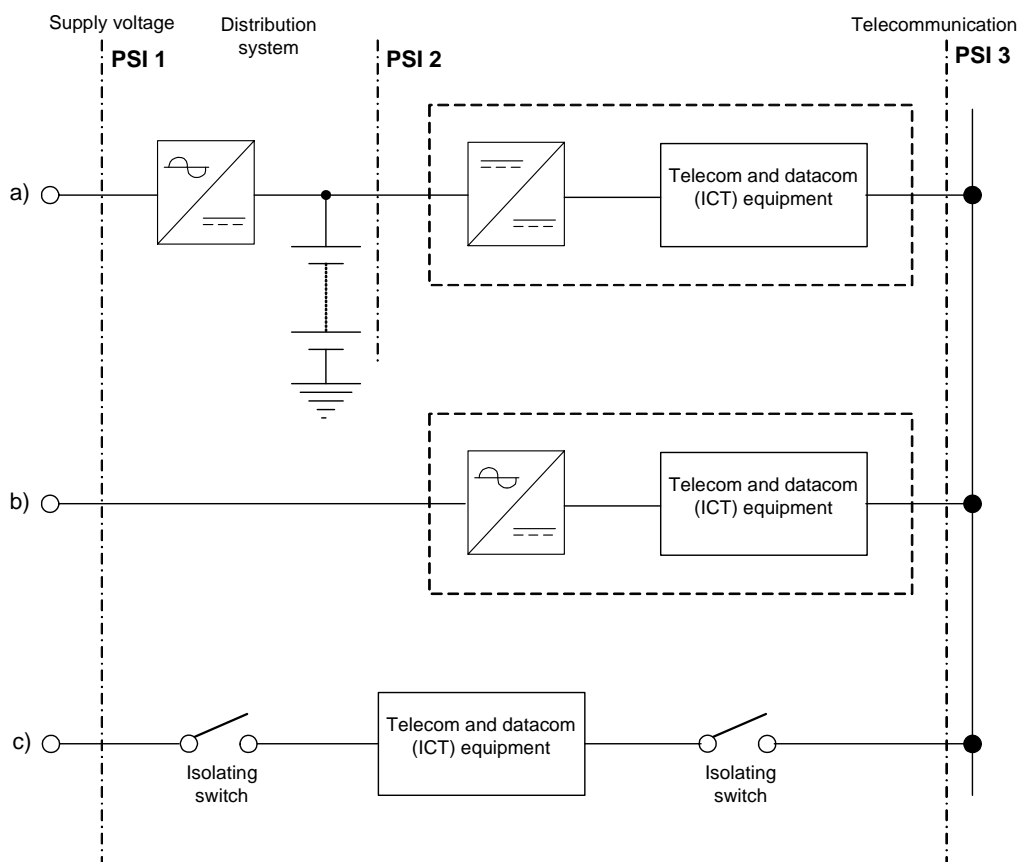 Supply voltage
Distribution
system
Telecommunication
PSI 1
PSI 2
PSI 3
a)
Telecom and datacom
(ICT) equipment
b)
Telecom and datacom
(ICT) equipment
c)
Telecom and datacom
(ICT) equipment
Isolating
switch
Isolating
switch